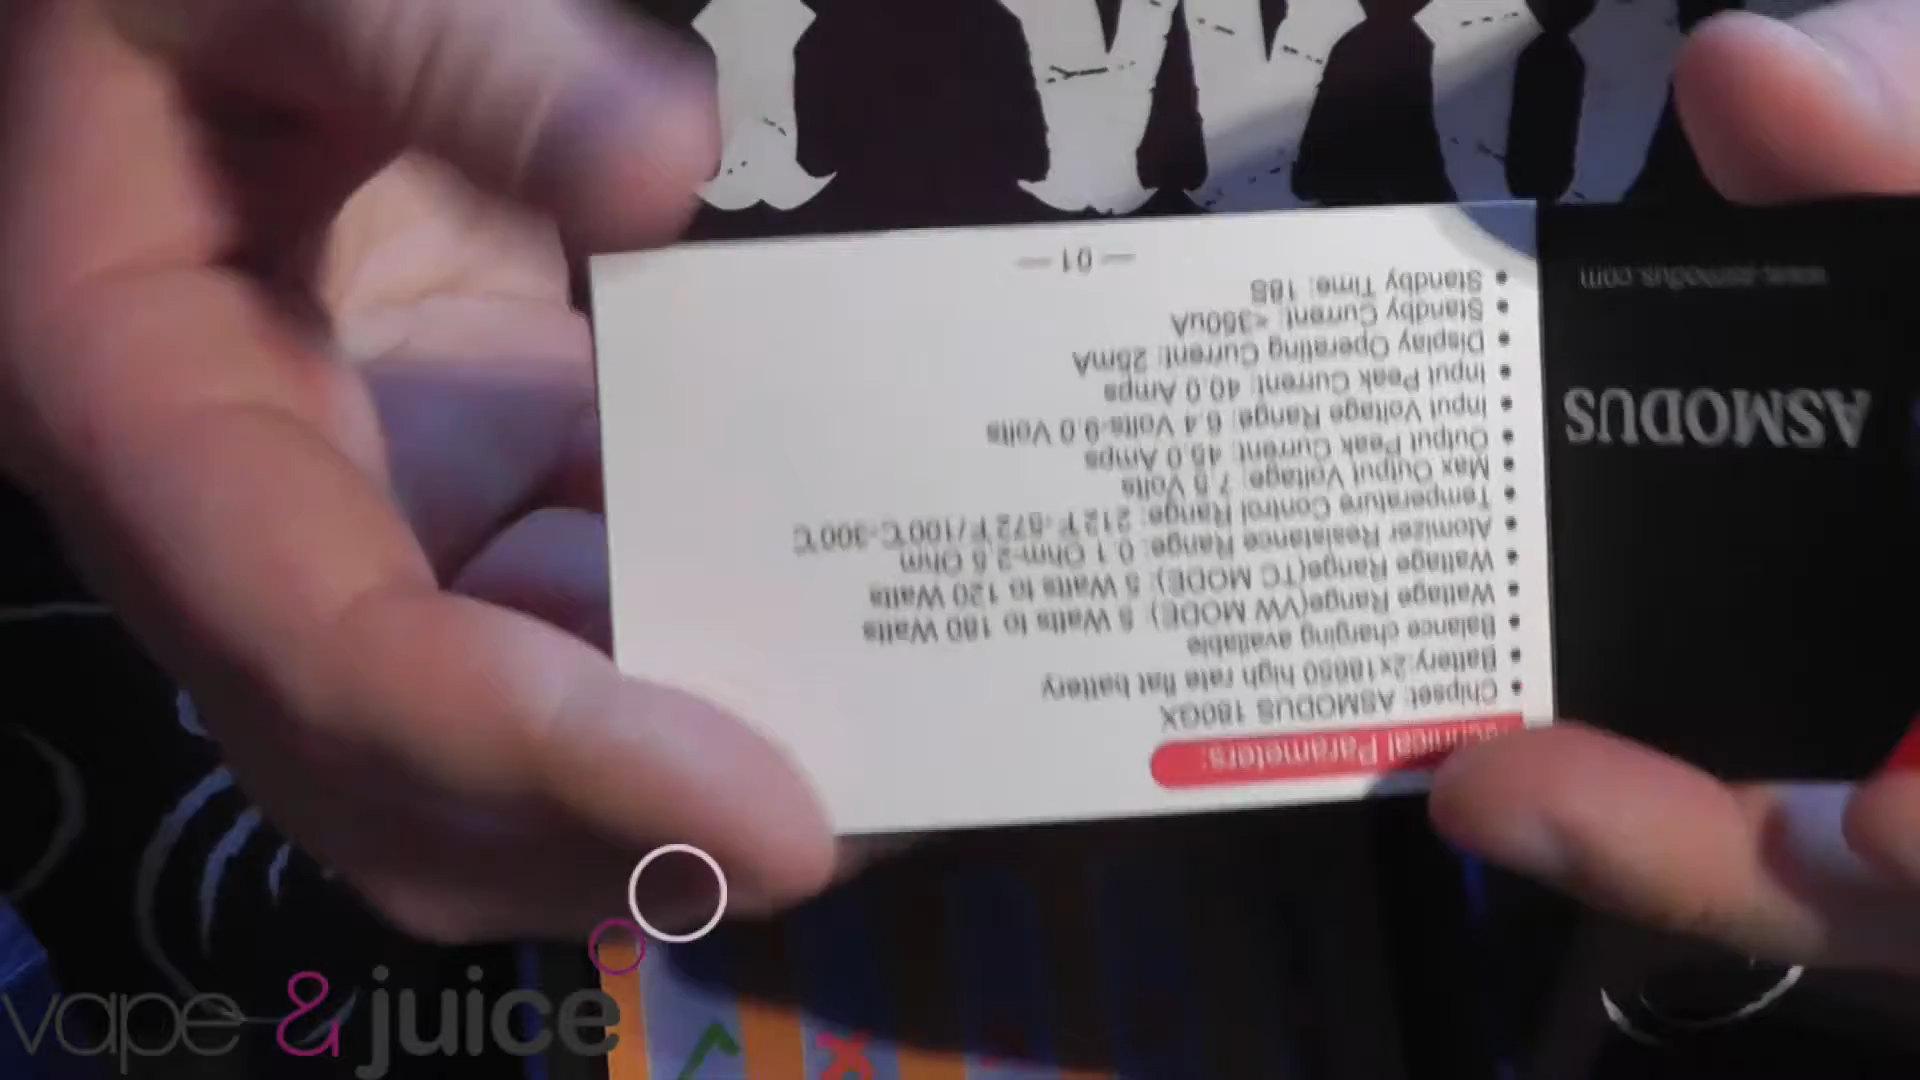 Technical Parameters:
• Chipset: ASMODUS 180GX
• Battery:2x18650 high rate flat battery
• Balance charging available
• Wattage Range(VW MODE): 5 Watts to 180 Watts
• Wattage Range(TC MODE): 5 Watts to 120 Watts
• Atomizer Resistance Range: 0.1 Ohm-2.5 Ohm
• Temperature Control Range: 212℉-572℉/100℃-300℃
• Max Output Voltage: 7.5 Volts
• Output Peak Current: 45.0 Amps
• Input Voltage Range: 6.4 Volts-9.0 Volts
• Input Peak Current: 40.0 Amps
• Display Operating Current: 25mA
• Standby Current: <350uA
• Standby Time: 18S
— 01 —
ASMODUS
www.asmodus.com
vape & juice